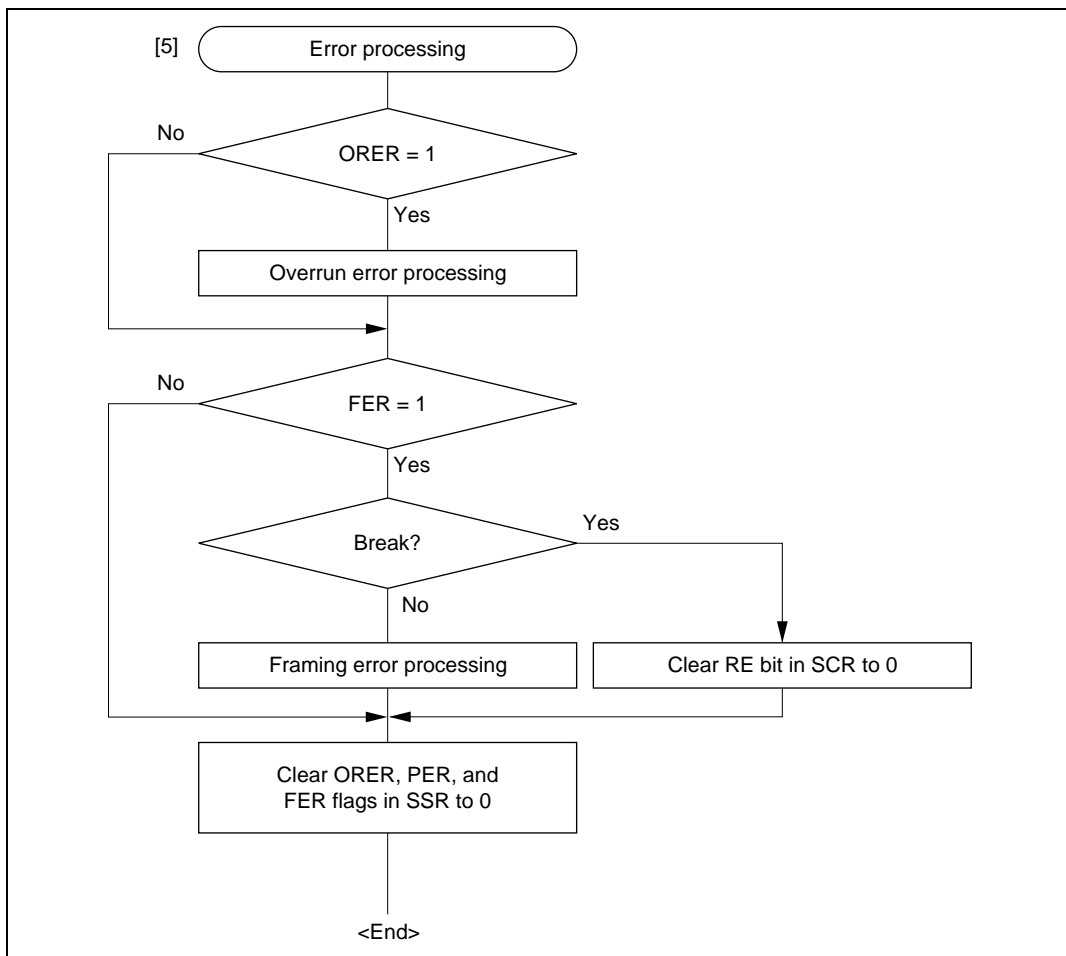 [5] Error processing
No
ORER = 1
Yes
Overrun error processing
No
FER = 1
Yes
Yes
Break?
No
Framing error processing
Clear RE bit in SCR to 0
Clear ORER, PER, and
FER flags in SSR to 0
<End>